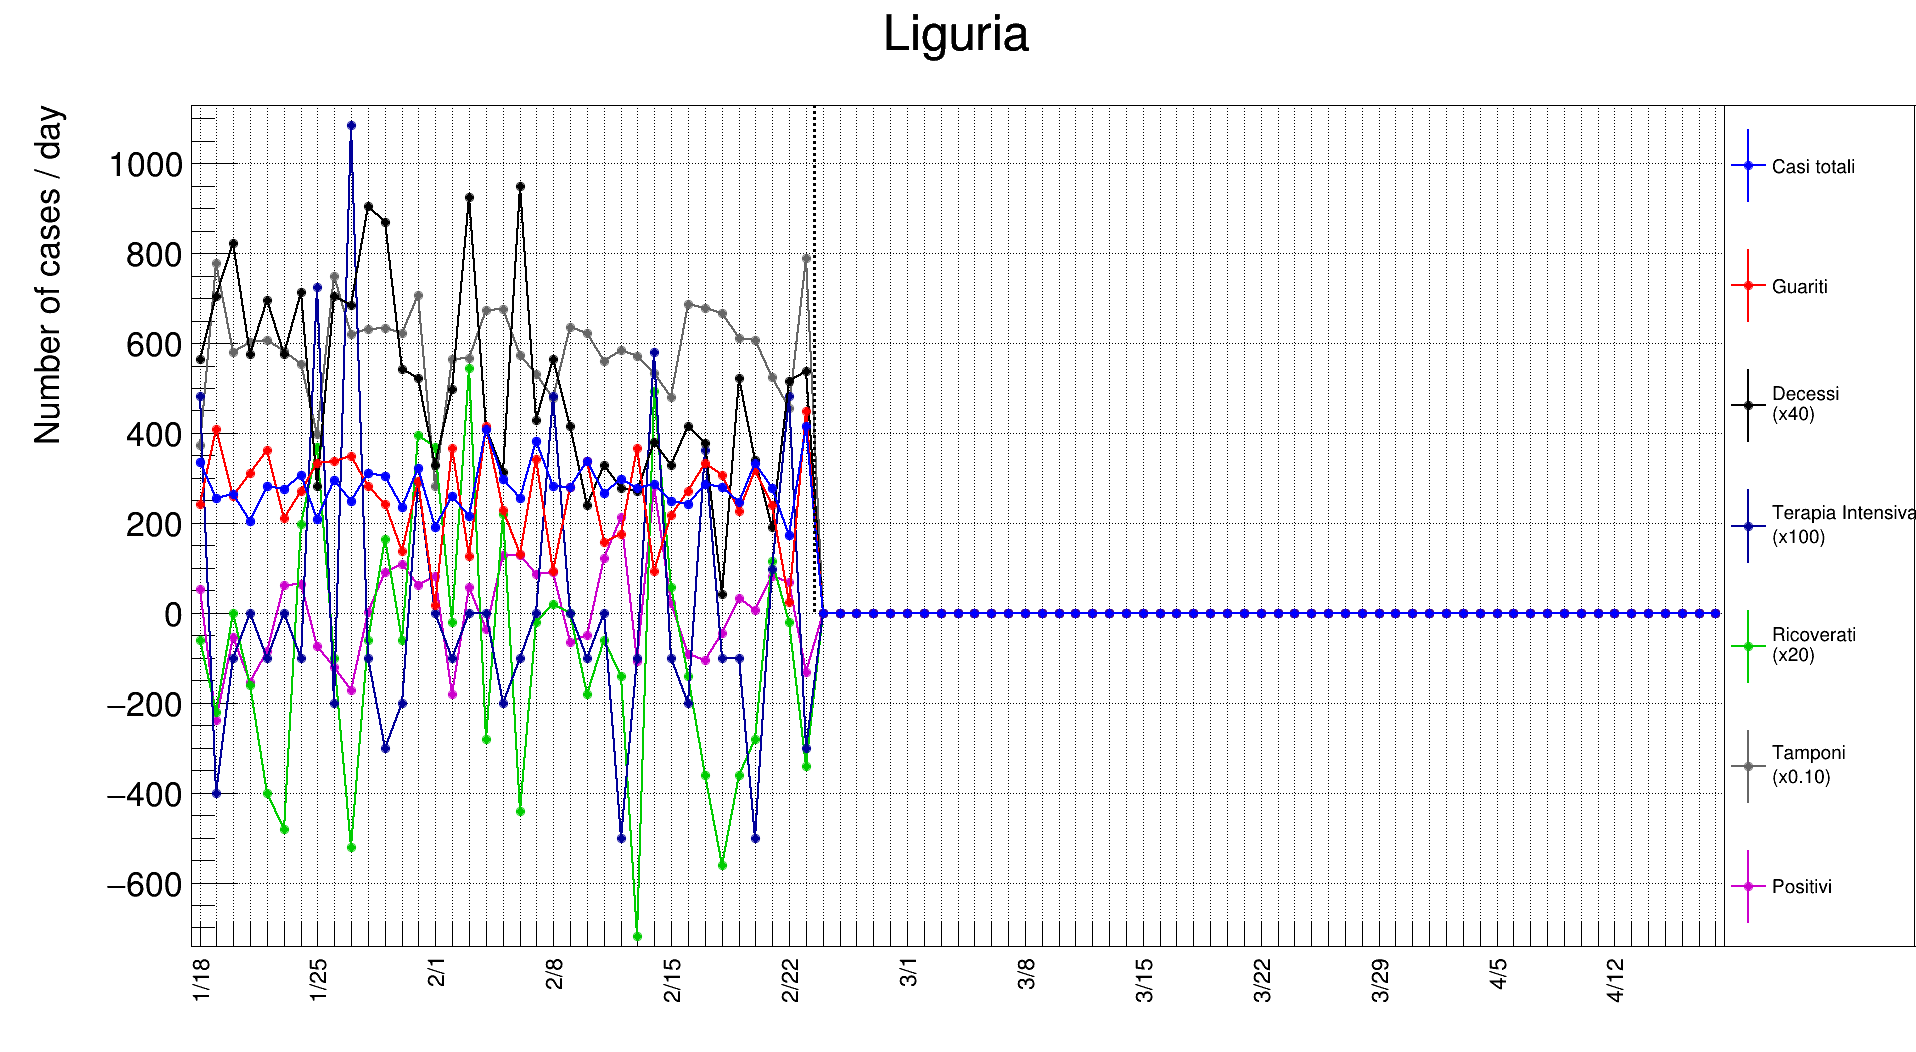 Liguria
Number of cases / day
1000
800
600
400
200
0
−200
−400
−600
1/18
1/25
2/1
2/8
2/15
2/22
3/1
3/8
3/15
3/22
3/29
4/5
4/12
Casi totali
Guariti
Decessi
(x40)
Terapia Intensiva
(x100)
Ricoverati
(x20)
Tamponi
(x0.10)
Positivi